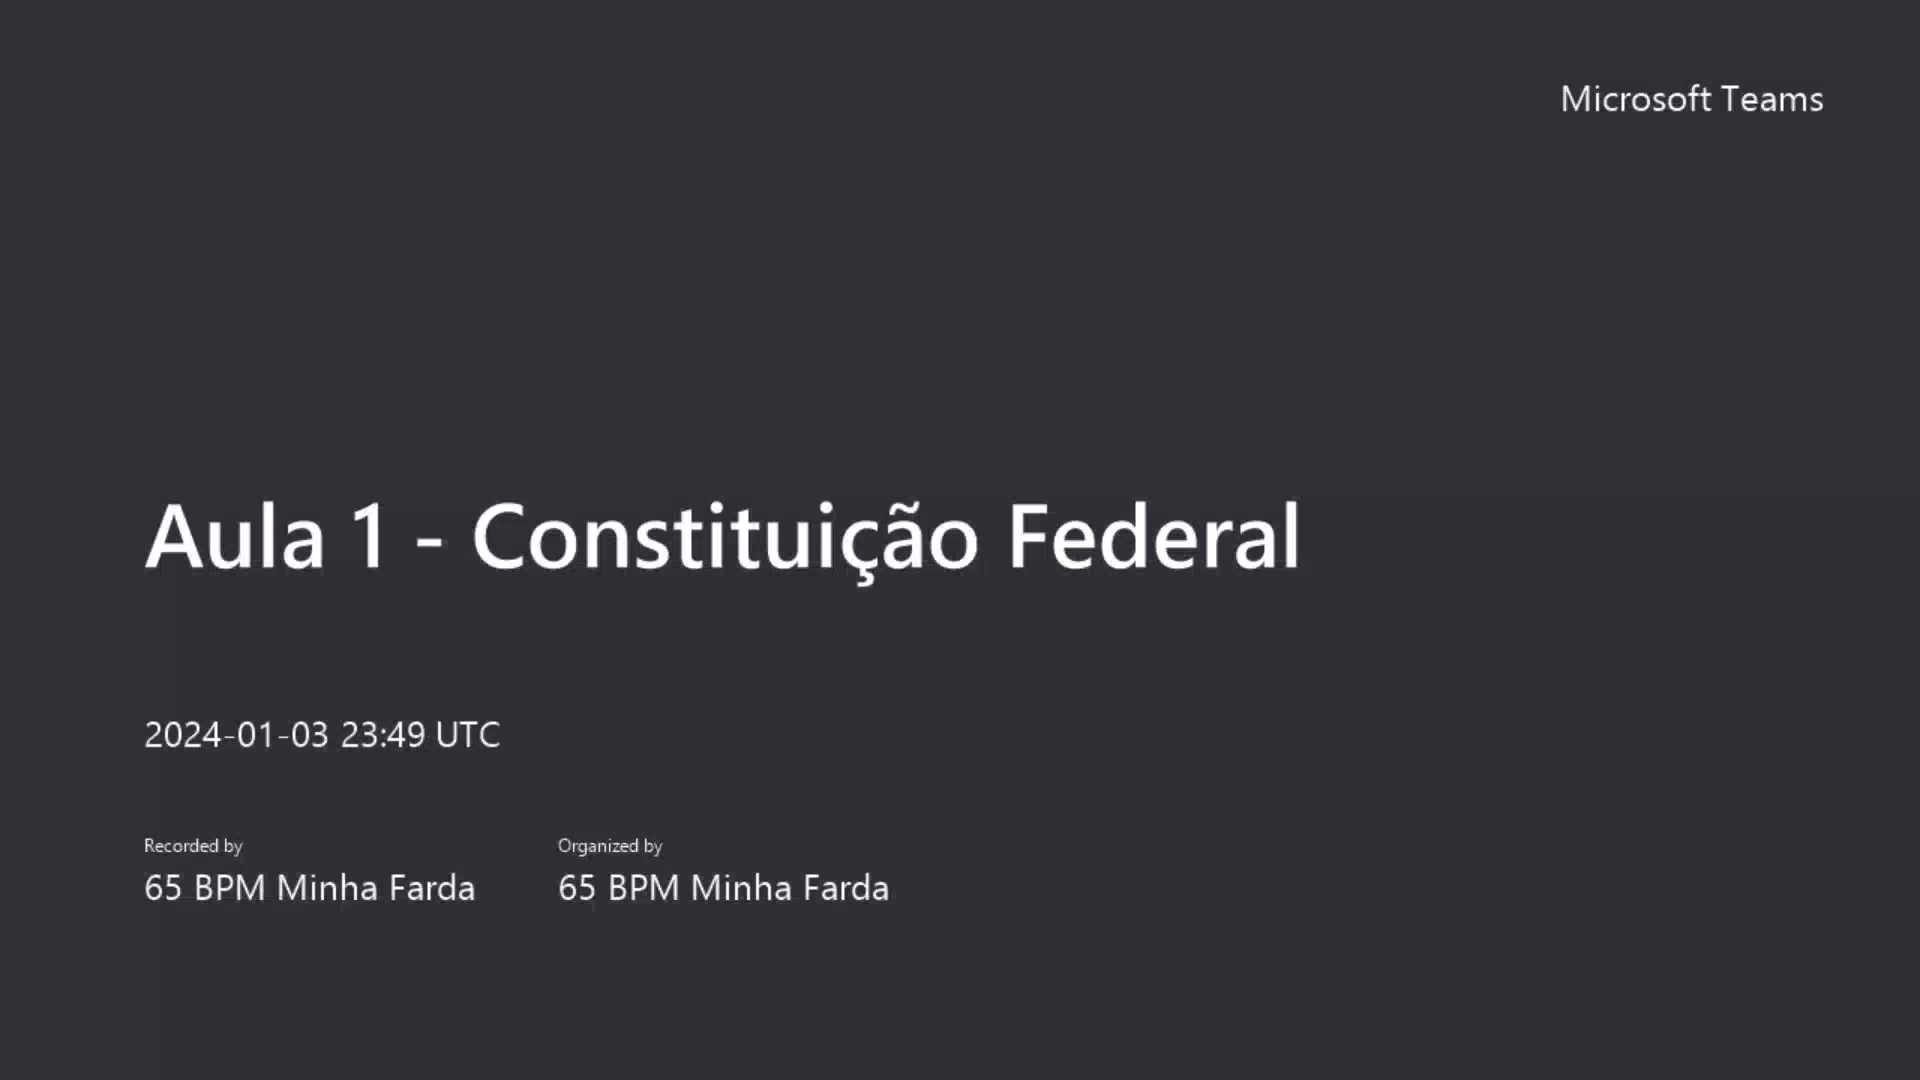 Microsoft Teams
Aula 1 - Constituição Federal
2024-01-03 23:49 UTC
Recorded by
65 BPM Minha Farda
Organized by
65 BPM Minha Farda